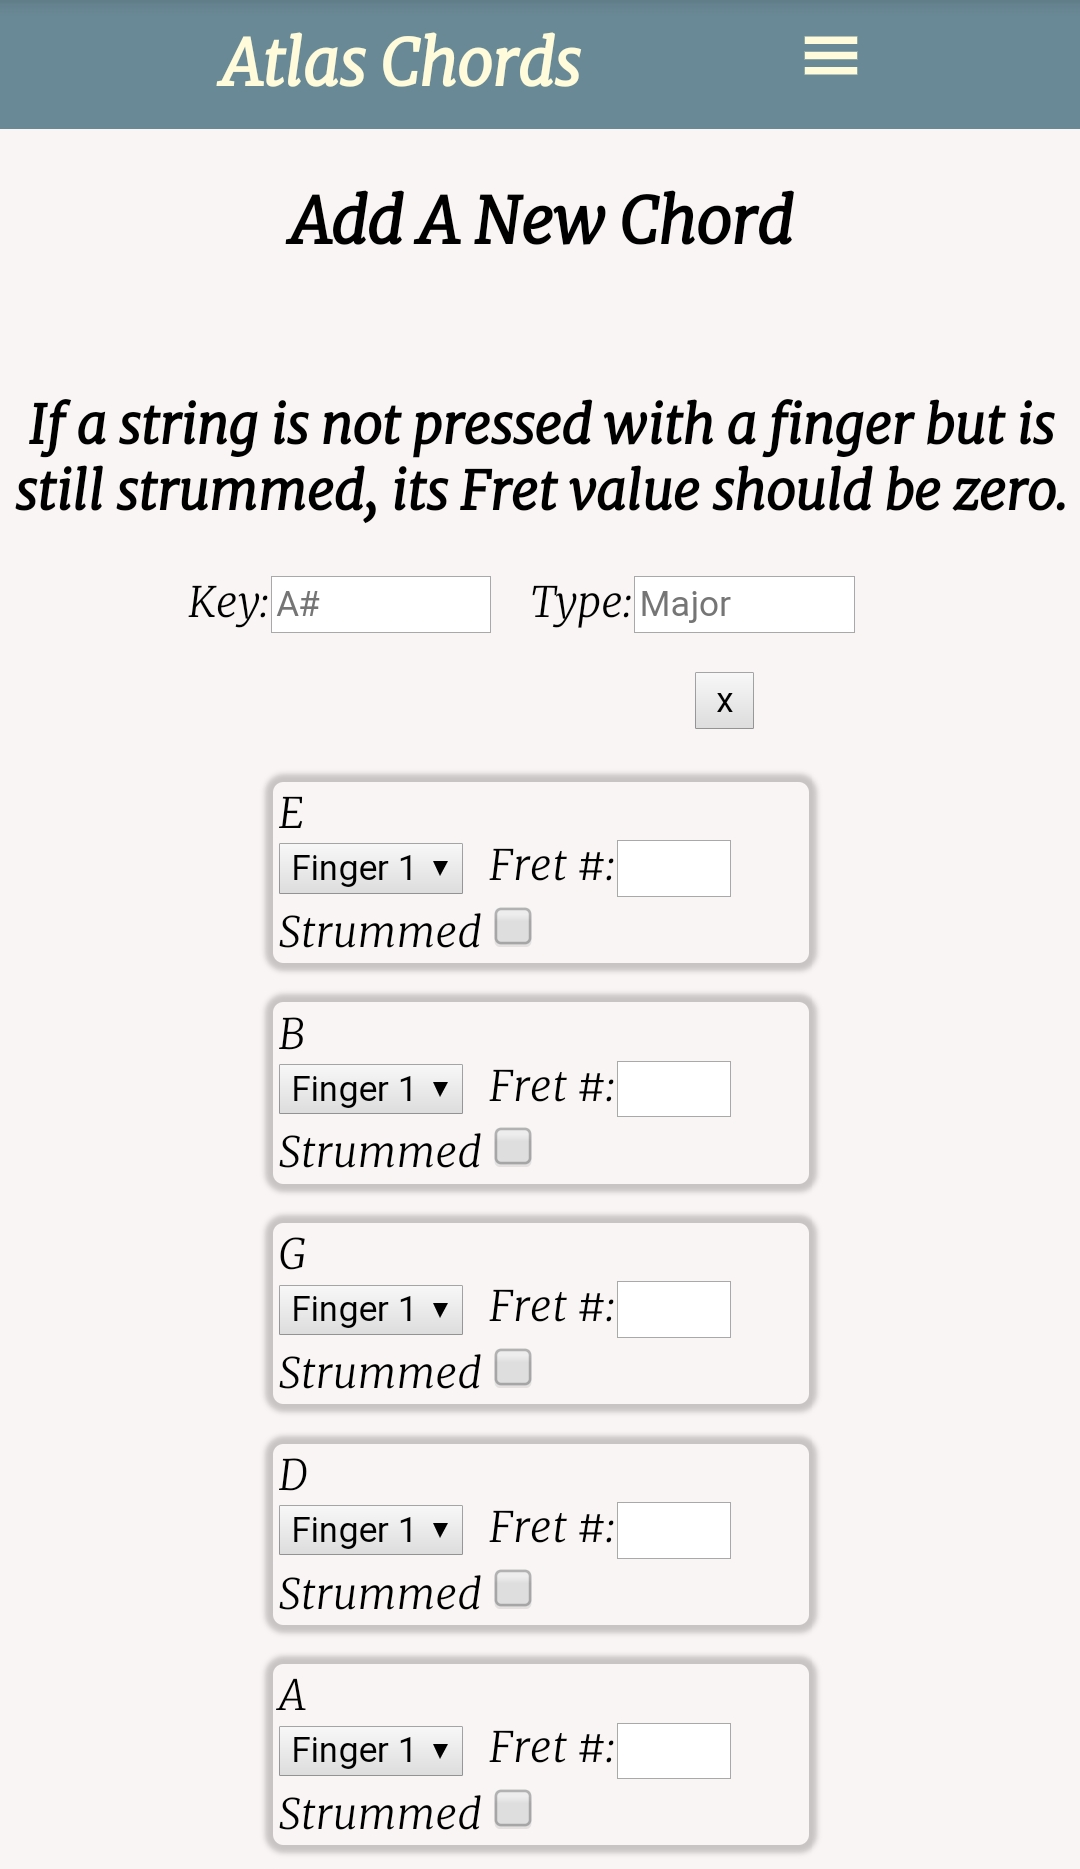 Atlas Chords
Add A New Chord
If a string is not pressed with a finger but is
still strummed, its Fret value should be zero.
Key: A# Type: Major
x
E
Finger 1 ▼ Fret #:
Strummed
B
Finger 1 ▼ Fret #:
Strummed
G
Finger 1 ▼ Fret #:
Strummed
D
Finger 1 ▼ Fret #:
Strummed
A
Finger 1 ▼ Fret #:
Strummed